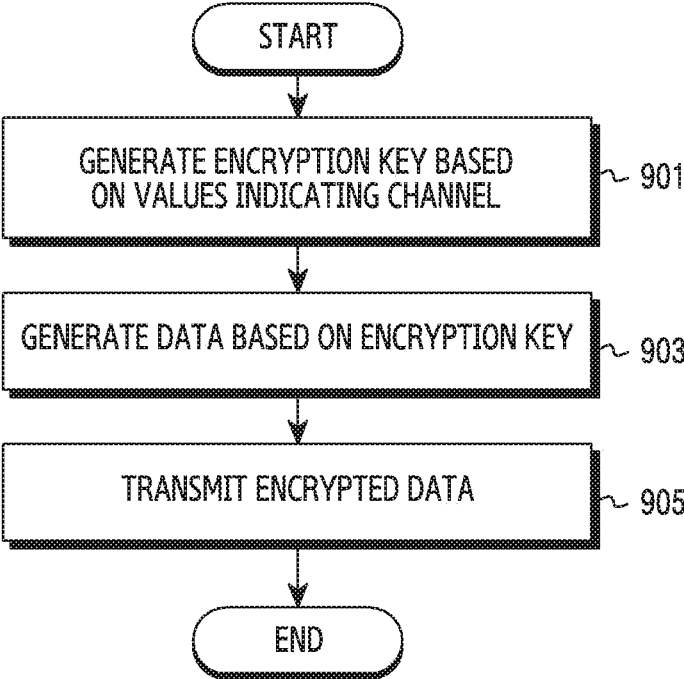 START
GENERATE ENCRYPTION KEY BASED
ON VALUES INDICATING CHANNEL
901
GENERATE DATA BASED ON ENCRYPTION KEY
903
TRANSMIT ENCRYPTED DATA
905
END